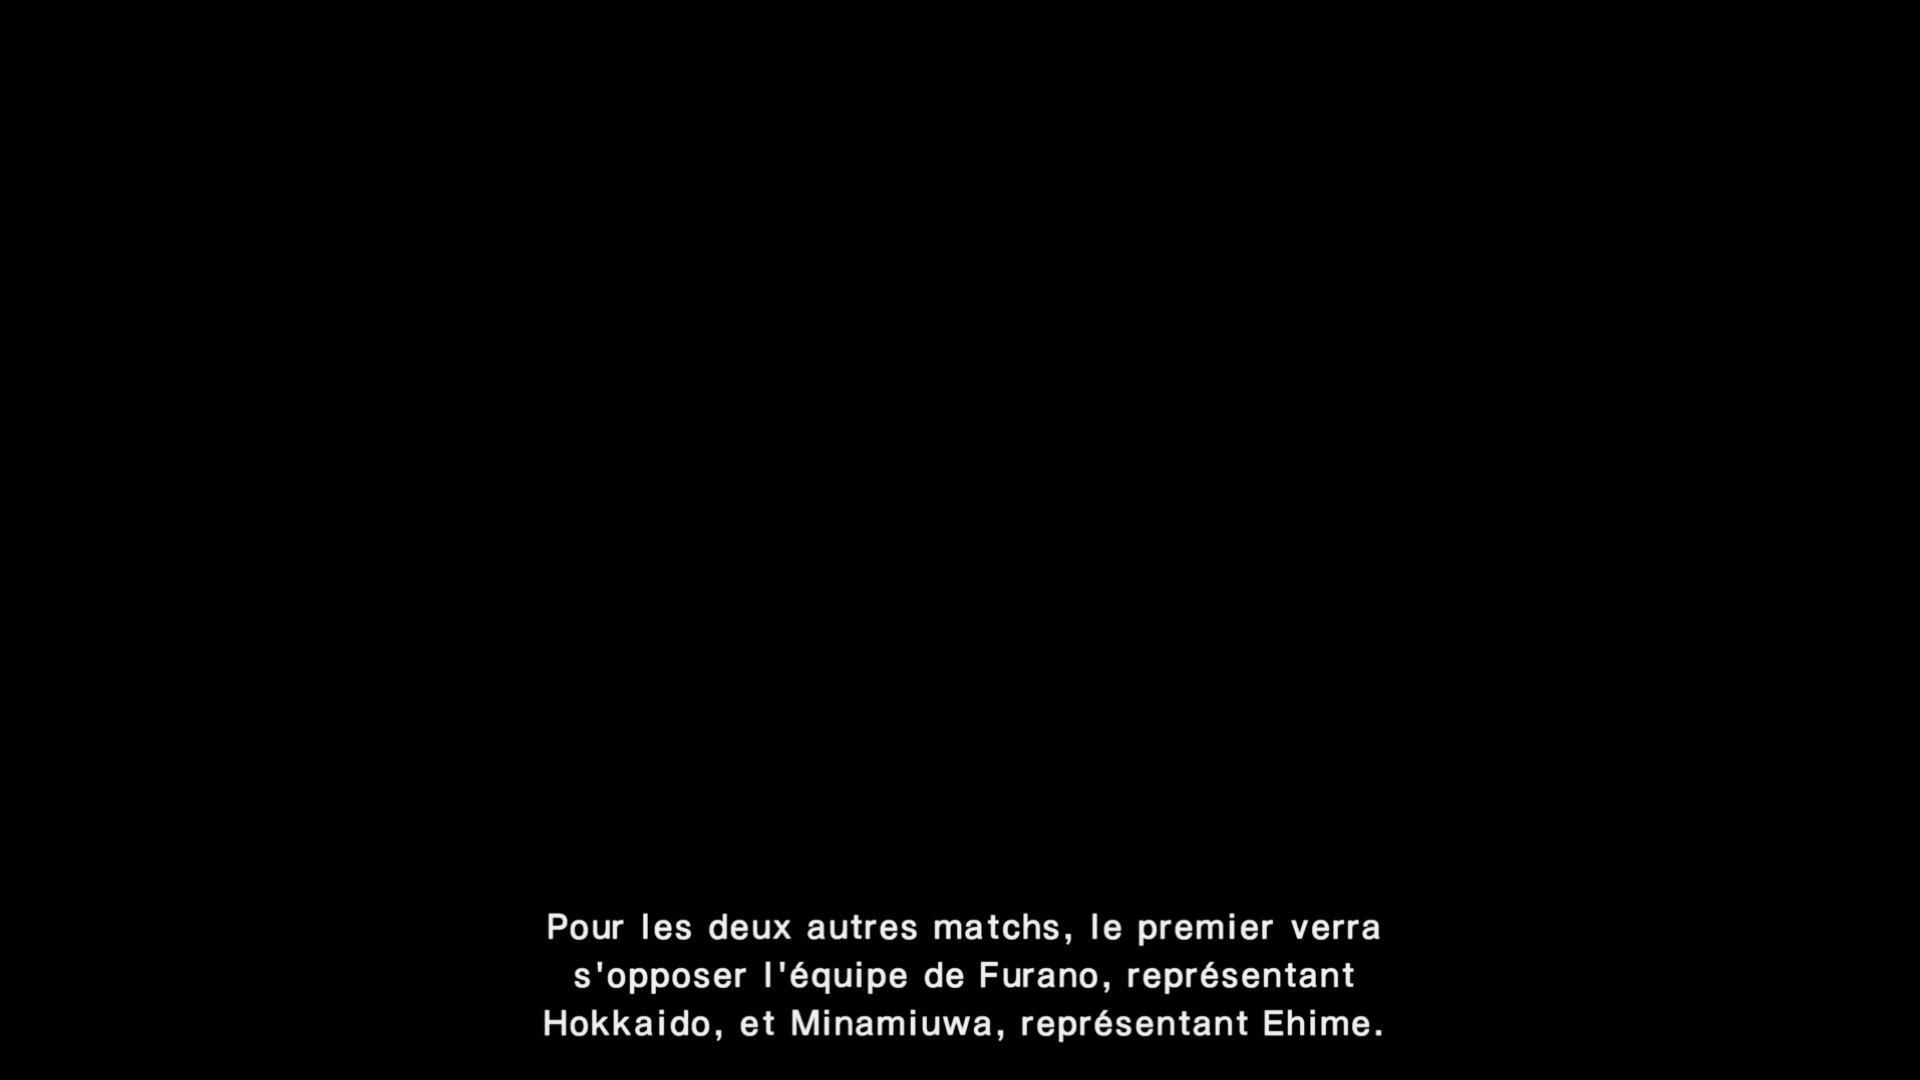 Pour les deux autres matchs, le premier verra
s'opposer l'équipe de Furano, représentant
Hokkaido, et Minamiuwa, représentant Ehime.